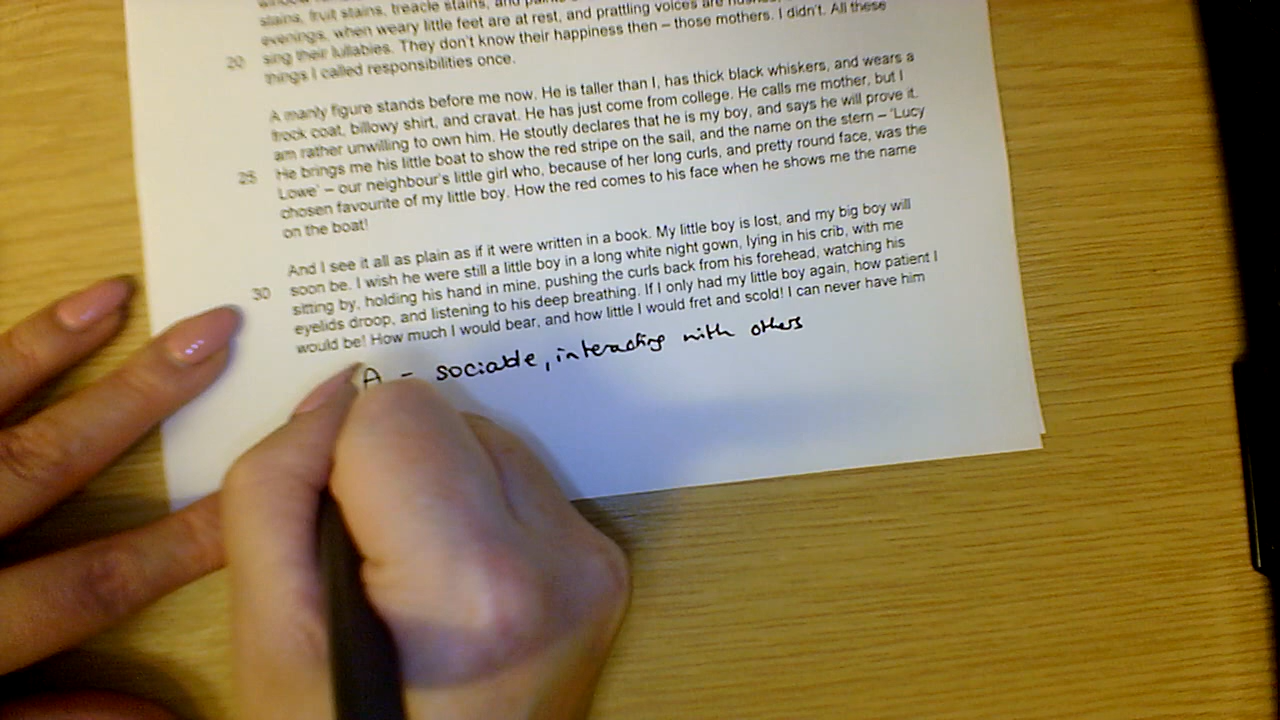 stains, fruit stains, treacle stains, and
evenings, when weary little feet are at rest, and prattling voices are hushed,
20 sing their lullabies. They don't know their happiness then – those mothers. I didn't. All these
things I called responsibilities once.
A manly figure stands before me now. He is taller than I, has thick black whiskers, and wears a
frock coat, billowy shirt, and cravat. He has just come from college. He calls me mother, but I
am rather unwilling to own him. He stoutly declares that he is my boy, and says he will prove it.
25 He brings me his little boat to show the red stripe on the sail, and the name on the stern – 'Lucy
Lowe' – our neighbour's little girl who, because of her long curls, and pretty round face, was the
chosen favourite of my little boy. How the red comes to his face when he shows me the name
on the boat!
And I see it all as plain as if it were written in a book. My little boy is lost, and my big boy will
30 soon be. I wish he were still a little boy in a long white night gown, lying in his crib, with me
sitting by, holding his hand in mine, pushing the curls back from his forehead, watching his
eyelids droop, and listening to his deep breathing. If I only had my little boy again, how patient I
would be! How much I would bear, and how little I would fret and scold! I can never have him
A – sociable, interacting with others